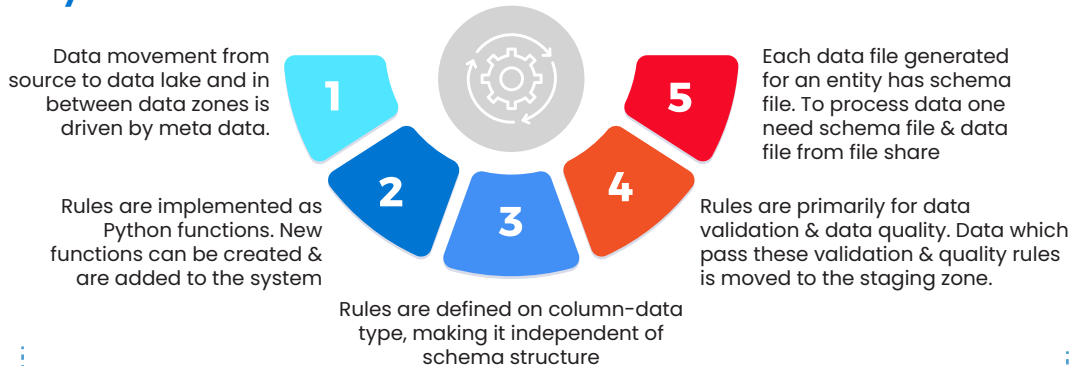 1
Data movement from
source to data lake and in
between data zones is
driven by meta data.
2
Rules are implemented as
Python functions. New
functions can be created &
are added to the system
3
Rules are defined on column-data
type, making it independent of
schema structure
4
Rules are primarily for data
validation & data quality. Data which
pass these validation & quality rules
is moved to the staging zone.
5
Each data file generated
for an entity has schema
file. To process data one
need schema file & data
file from file share